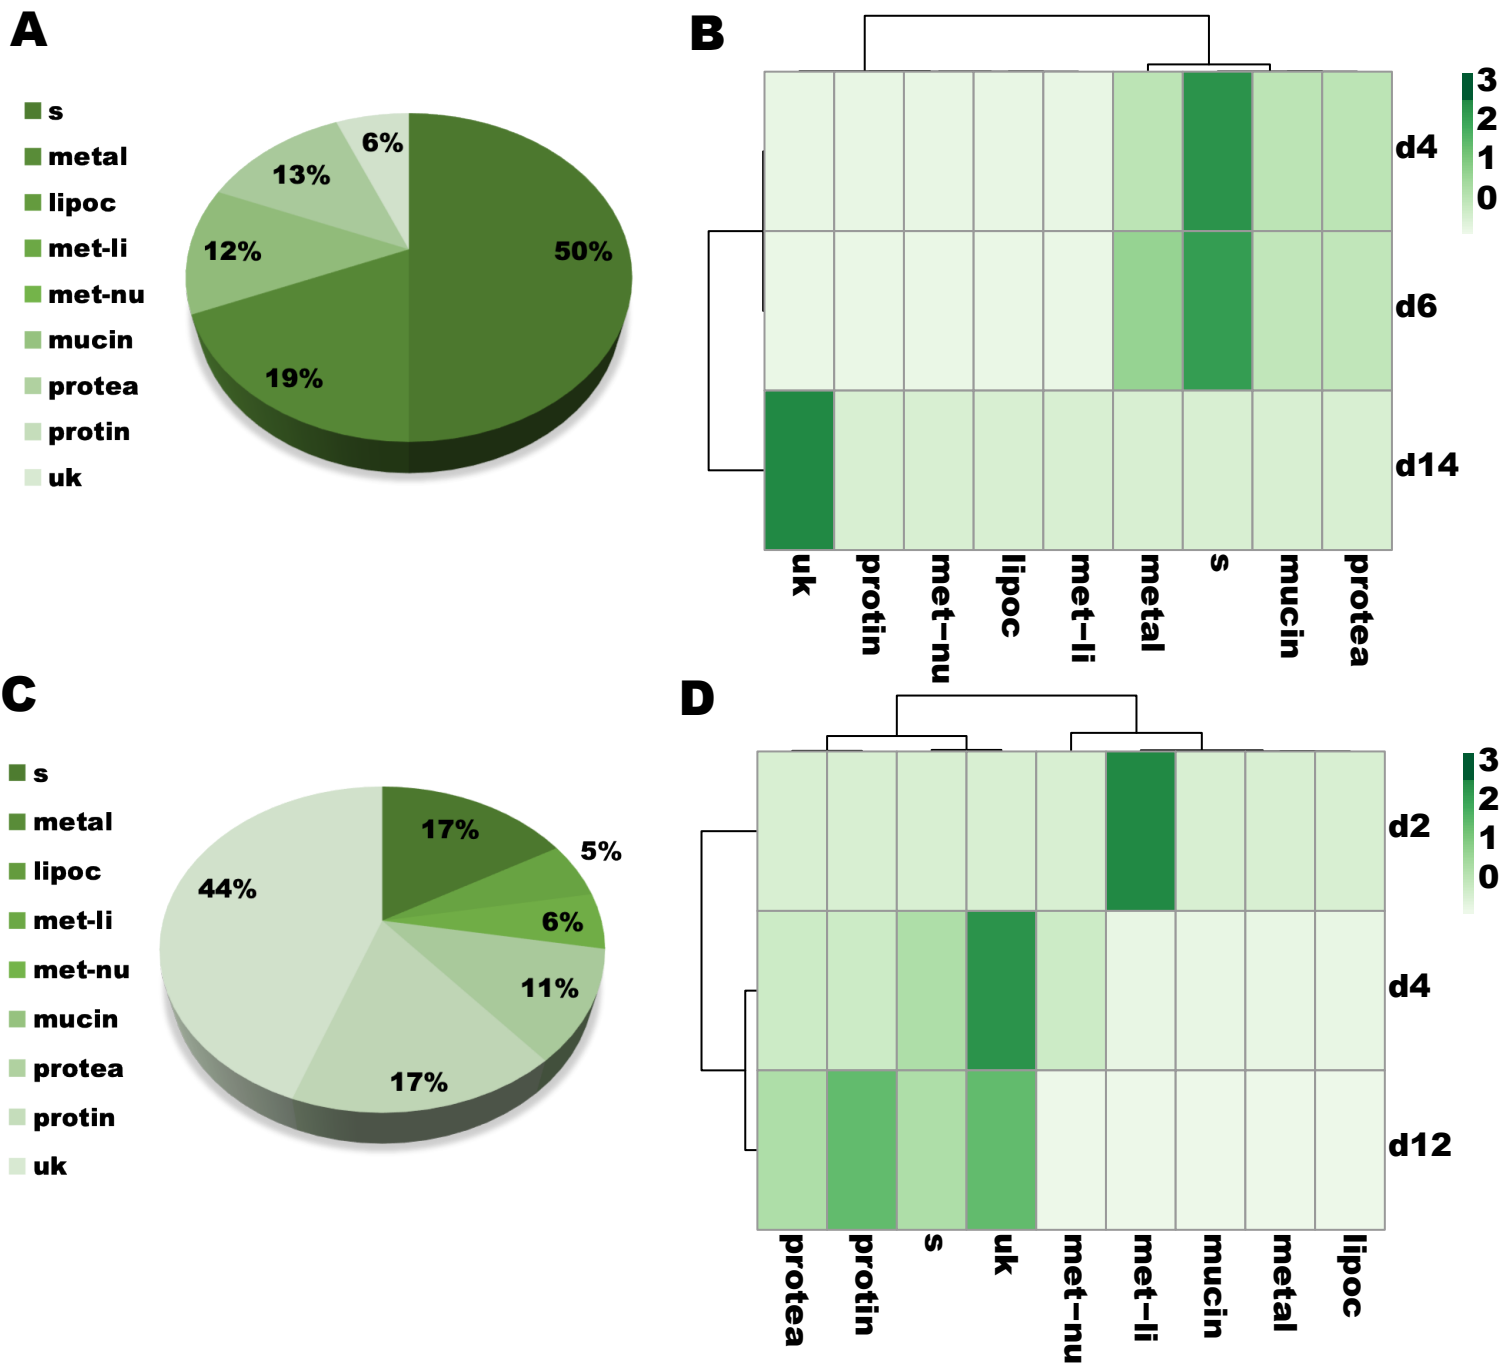 A
s
metal
lipoc
met-li
met-nu
mucin
protea
protin
uk
6%
13%
12%
50%
19%
B
3
2
1
0
d4
d6
d14
uk
protin
met-nu
lipoc
met-li
metal
s
mucin
protea
C
s
metal
lipoc
met-li
met-nu
mucin
protea
protin
uk
17%
5%
44%
6%
11%
17%
D
3
2
1
0
d2
d4
d12
protea
protin
s
uk
met-nu
met-li
mucin
metal
lipoc